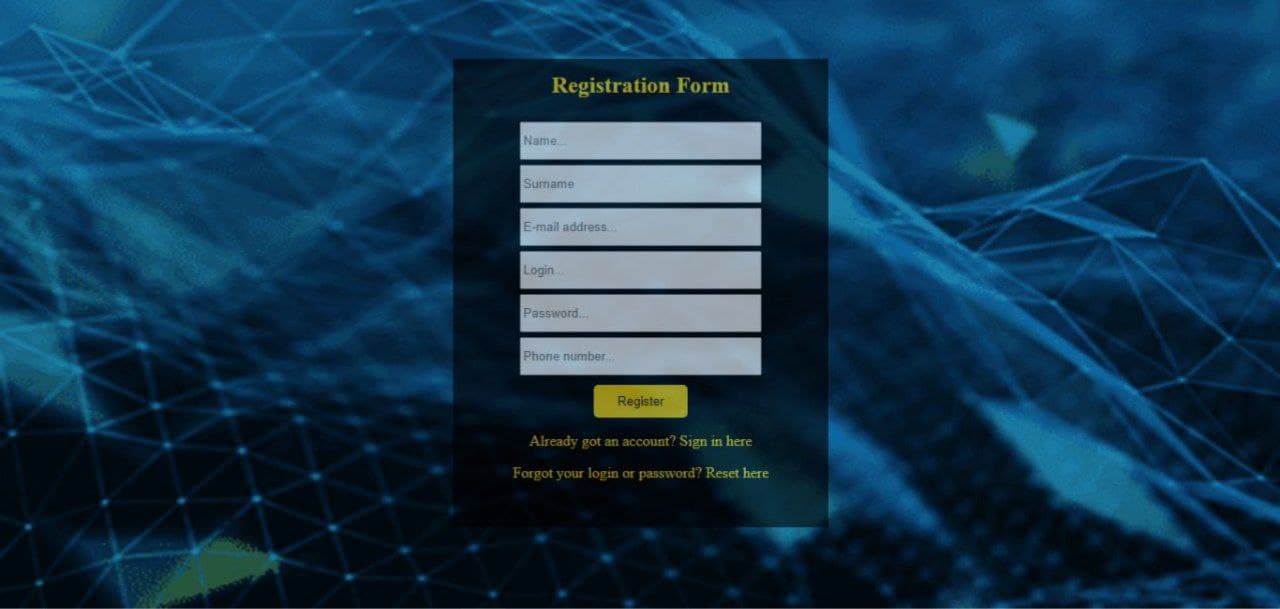 Registration Form
Name...
Surname
E-mail address...
Login...
Password...
Phone number...
Register
Already got an account? Sign in here
Forgot your login or password? Reset here